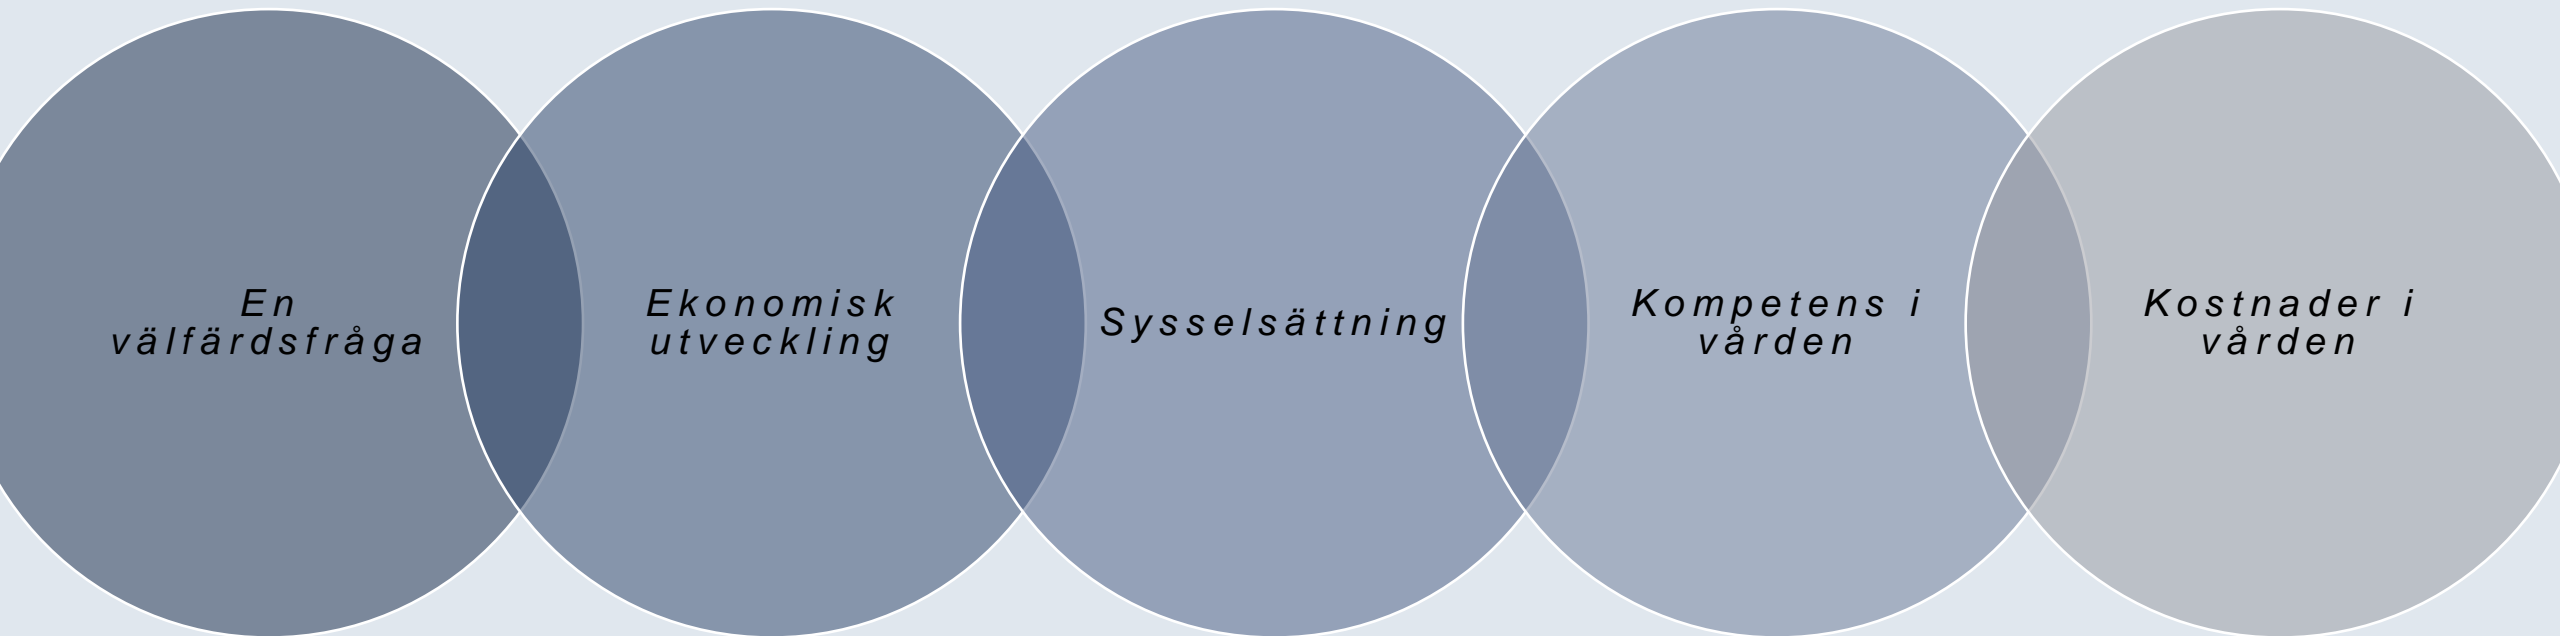 En
välfärdsfråga
Ekonomisk
utveckling
Sysselsättning
Kompetens i
vården
Kostnader i
vården